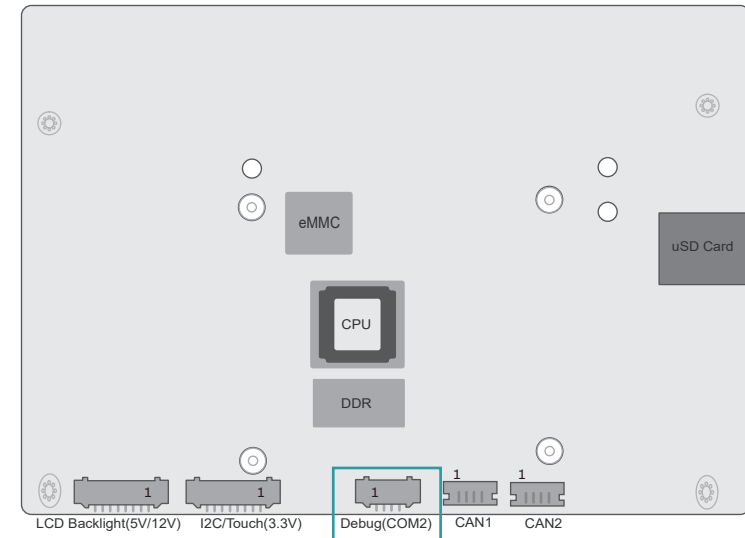 eMMC
uSD Card
CPU
DDR
1
1
1
1
1
LCD Backlight(5V/12V)
I2C/Touch(3.3V)
Debug(COM2)
CAN1
CAN2